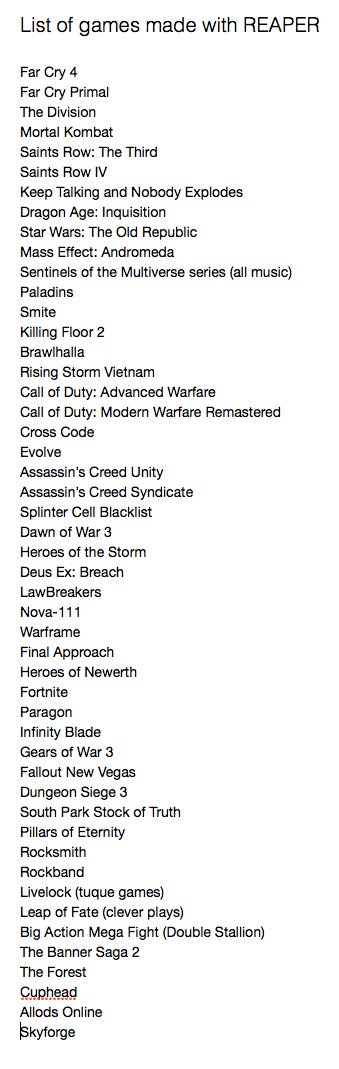 List of games made with REAPER
Far Cry 4
Far Cry Primal
The Division
Mortal Kombat
Saints Row: The Third
Saints Row IV
Keep Talking and Nobody Explodes
Dragon Age: Inquisition
Star Wars: The Old Republic
Mass Effect: Andromeda
Sentinels of the Multiverse series (all music)
Paladins
Smite
Killing Floor 2
Brawlhalla
Rising Storm Vietnam
Call of Duty: Advanced Warfare
Call of Duty: Modern Warfare Remastered
Cross Code
Evolve
Assassin's Creed Unity
Assassin's Creed Syndicate
Splinter Cell Blacklist
Dawn of War 3
Heroes of the Storm
Deus Ex: Breach
LawBreakers
Nova-111
Warframe
Final Approach
Heroes of Newerth
Fortnite
Paragon
Infinity Blade
Gears of War 3
Fallout New Vegas
Dungeon Siege 3
South Park Stock of Truth
Pillars of Eternity
Rocksmith
Rockband
Livelock (tuque games)
Leap of Fate (clever plays)
Big Action Mega Fight (Double Stallion)
The Banner Saga 2
The Forest
Cuphead
Allods Online
Skyforge